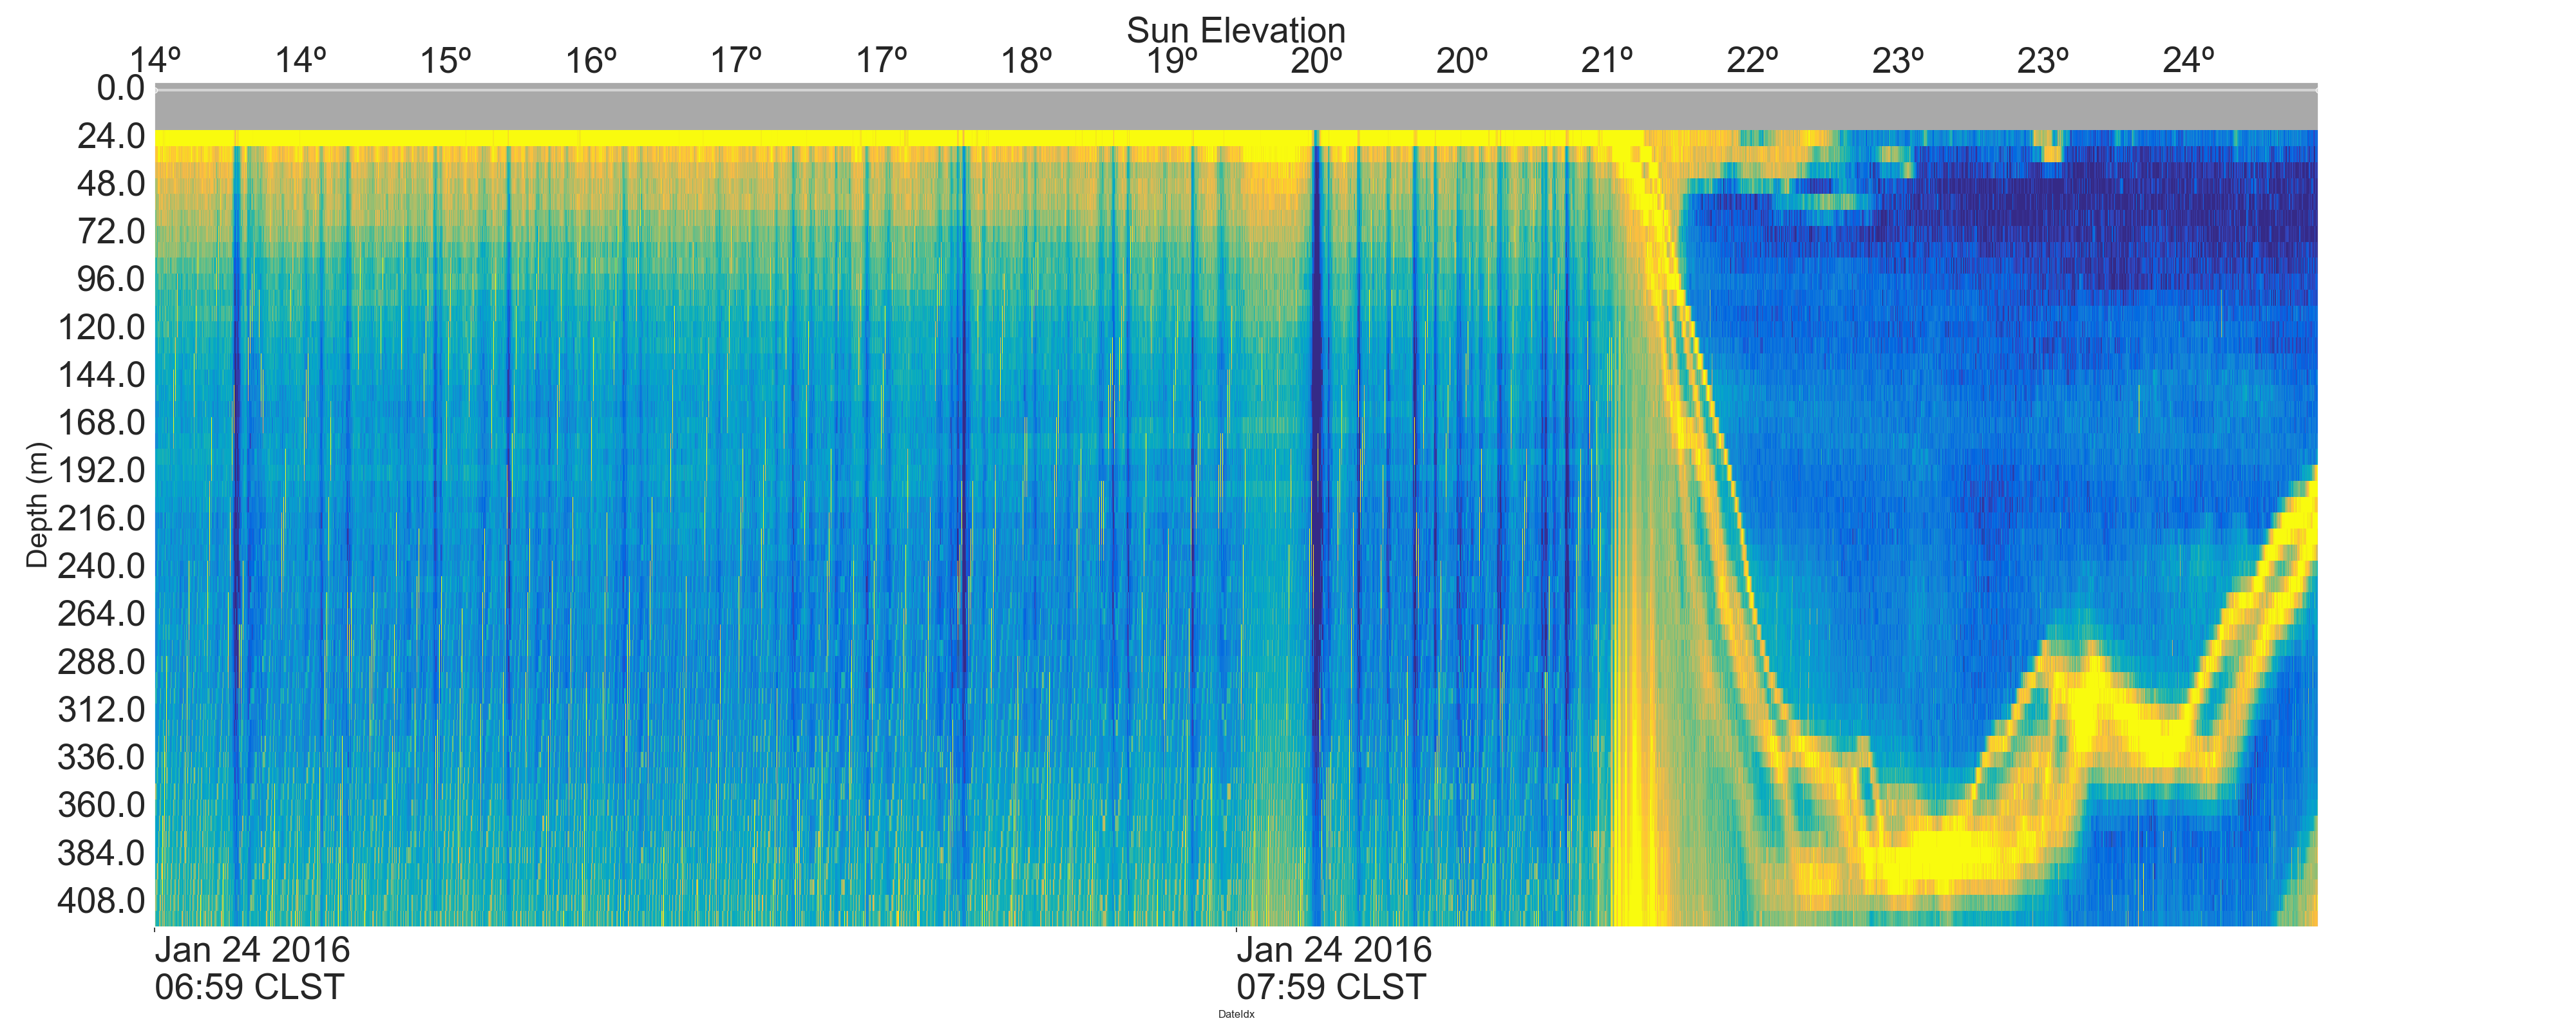 Sun Elevation
14º 14º 15º 16º 17º 17º 18º 19º 20º 20º 21º 22º 23º 23º 24º
0.0
24.0
48.0
72.0
96.0
120.0
144.0
168.0
192.0
216.0
240.0
264.0
288.0
312.0
336.0
360.0
384.0
408.0
Depth (m)
Jan 24 2016
06:59 CLST
Jan 24 2016
07:59 CLST
DateIdx